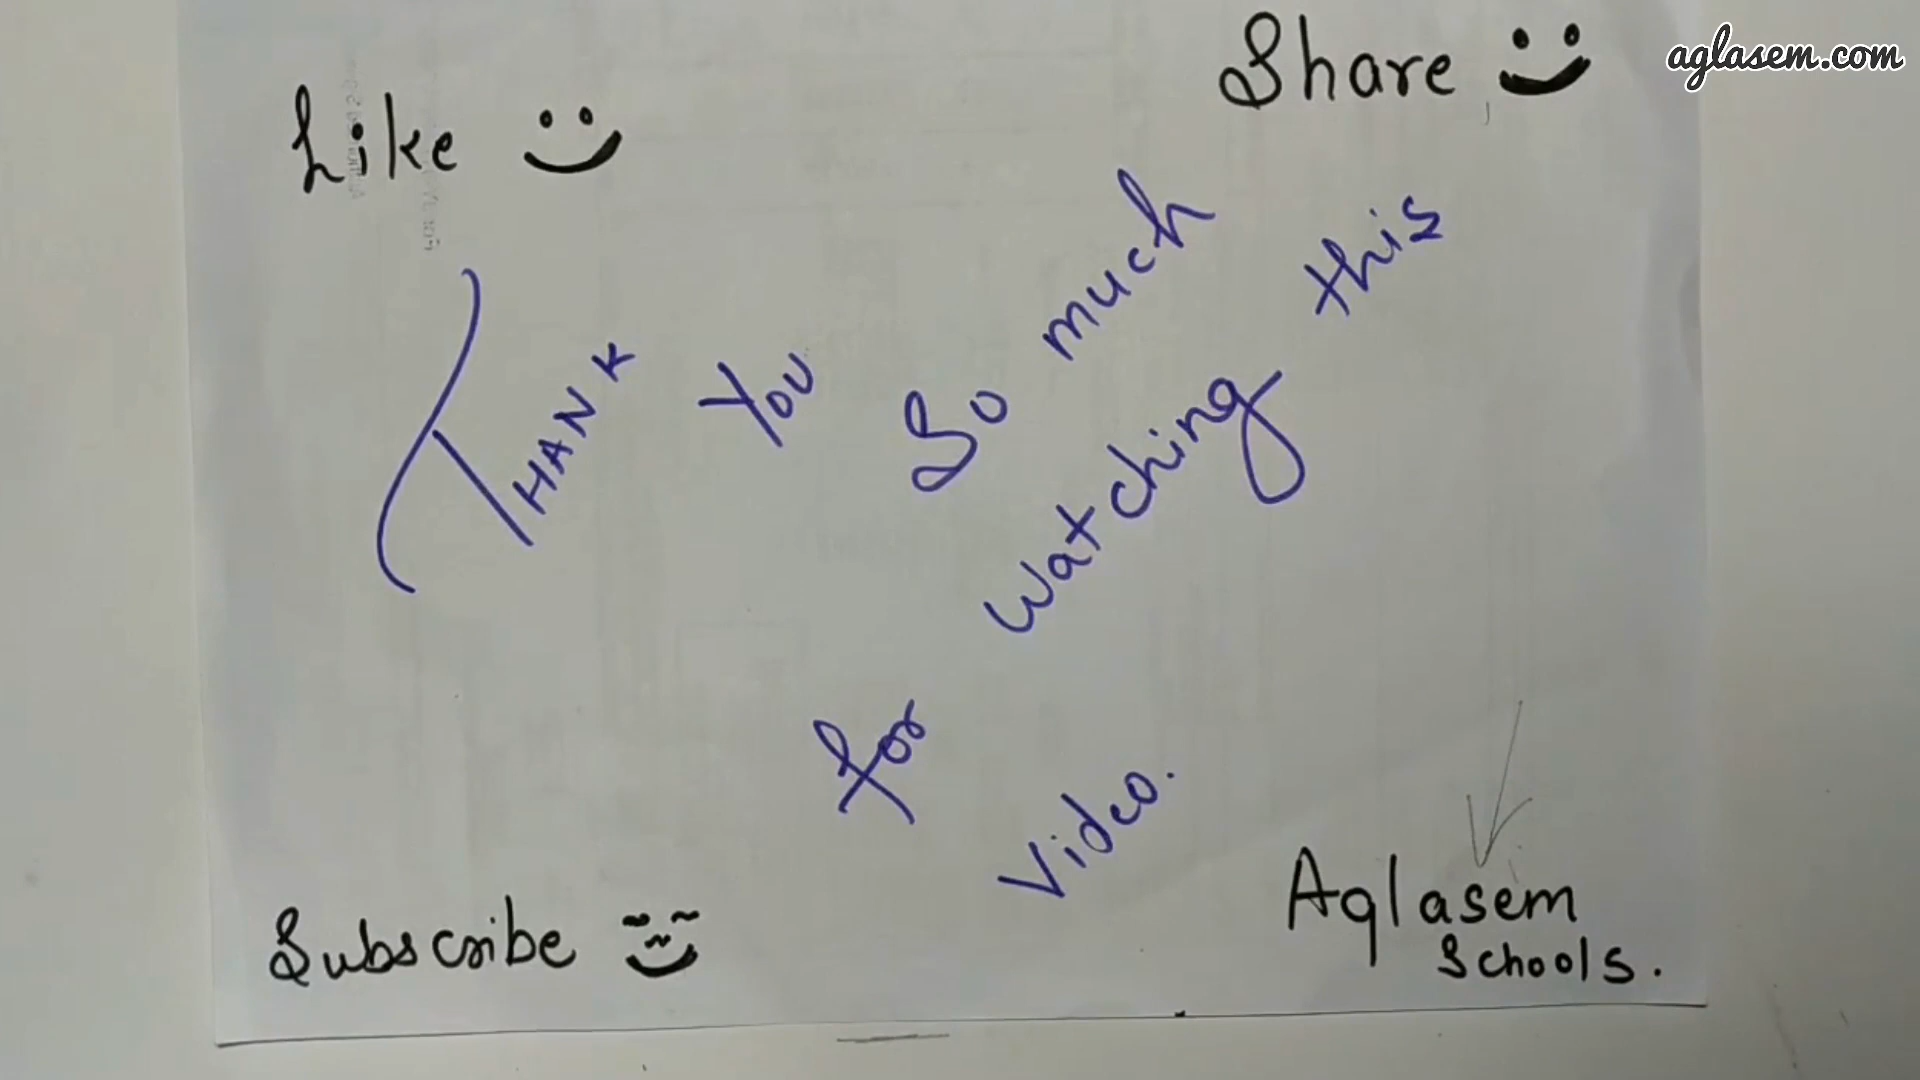 Share
aglasem.com
Like
THANK YOU So much
for watching this
Video.
Aglasem
Schools.
Subscribe